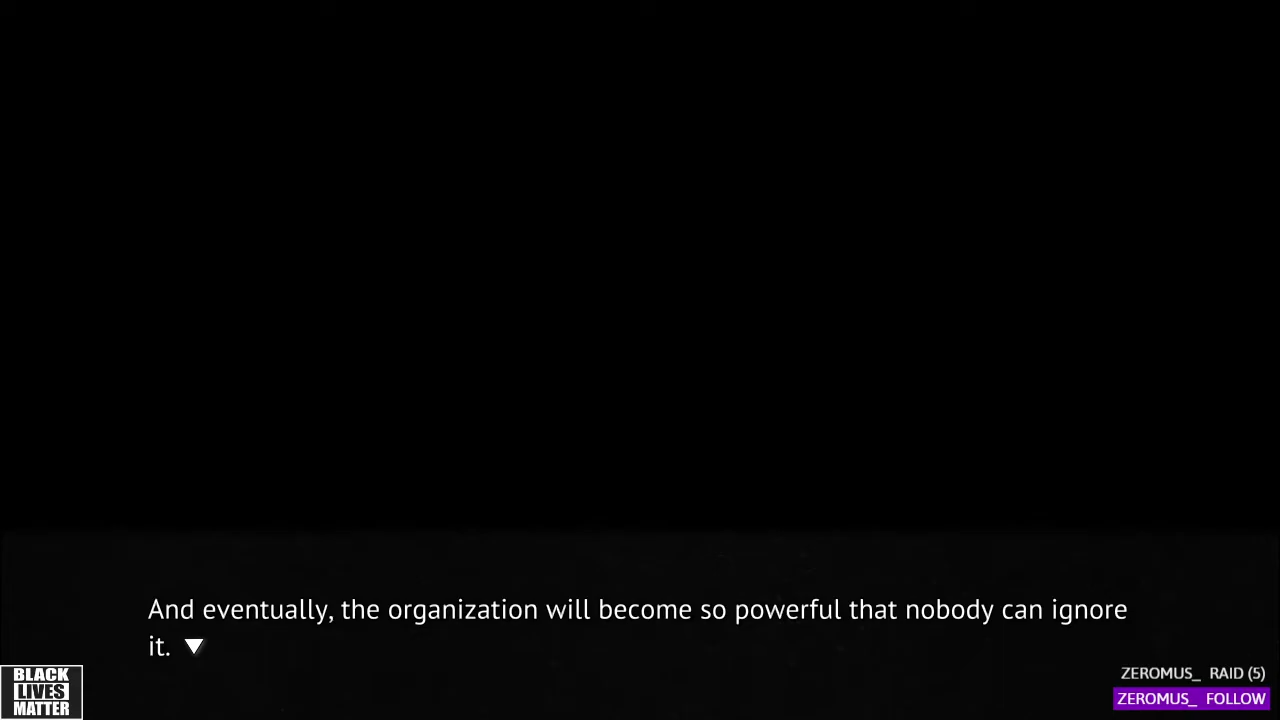 And eventually, the organization will become so powerful that nobody can ignore
it.
BLACK
LIVES
MATTER
ZEROMUS_ RAID (5)
ZEROMUS_ FOLLOW